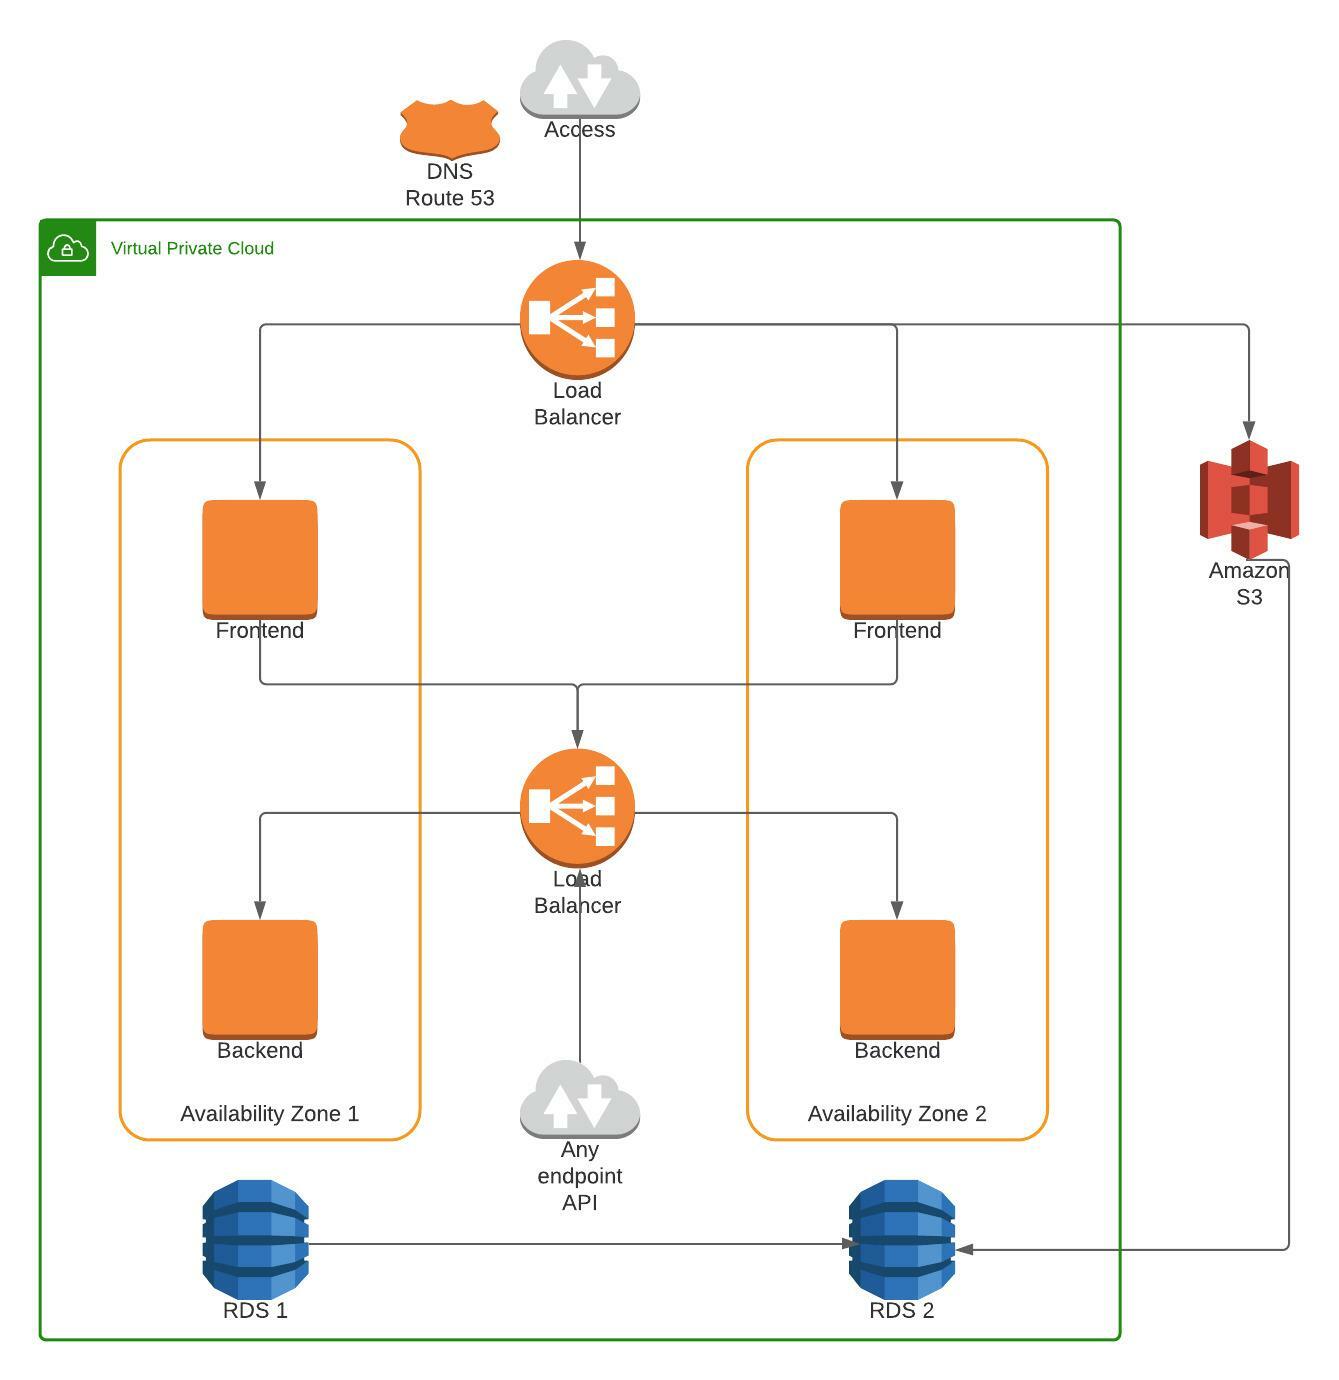 Access
DNS
Route 53
Virtual Private Cloud
Load
Balancer
Amazon
S3
Frontend
Frontend
Load
Balancer
Backend
Backend
Availability Zone 1
Availability Zone 2
Any
endpoint
API
RDS 1
RDS 2